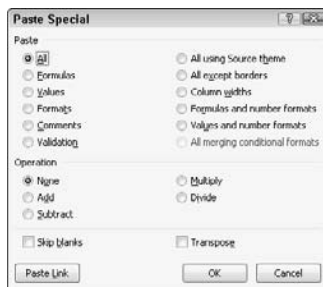 Paste Special
Paste
All
All using Source theme
Formulas
All except borders
Values
Column widths
Formats
Formulas and number formats
Comments
Values and number formats
Validation
All merging conditional formats
Operation
None
Multiply
Add
Divide
Subtract
Skip blanks
Transpose
Paste Link
OK
Cancel